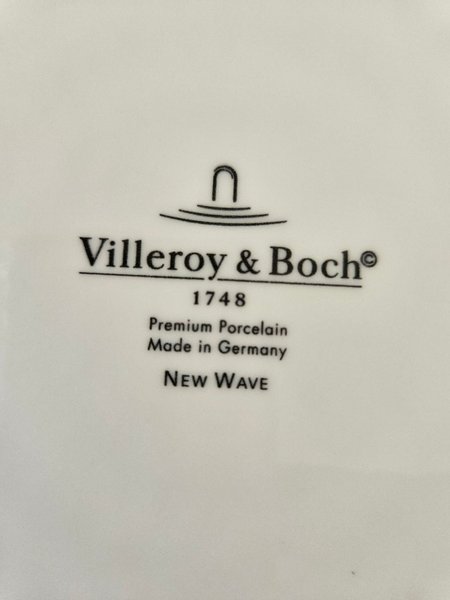 Villeroy & Boch©
1748
Premium Porcelain
Made in Germany
NEW WAVE